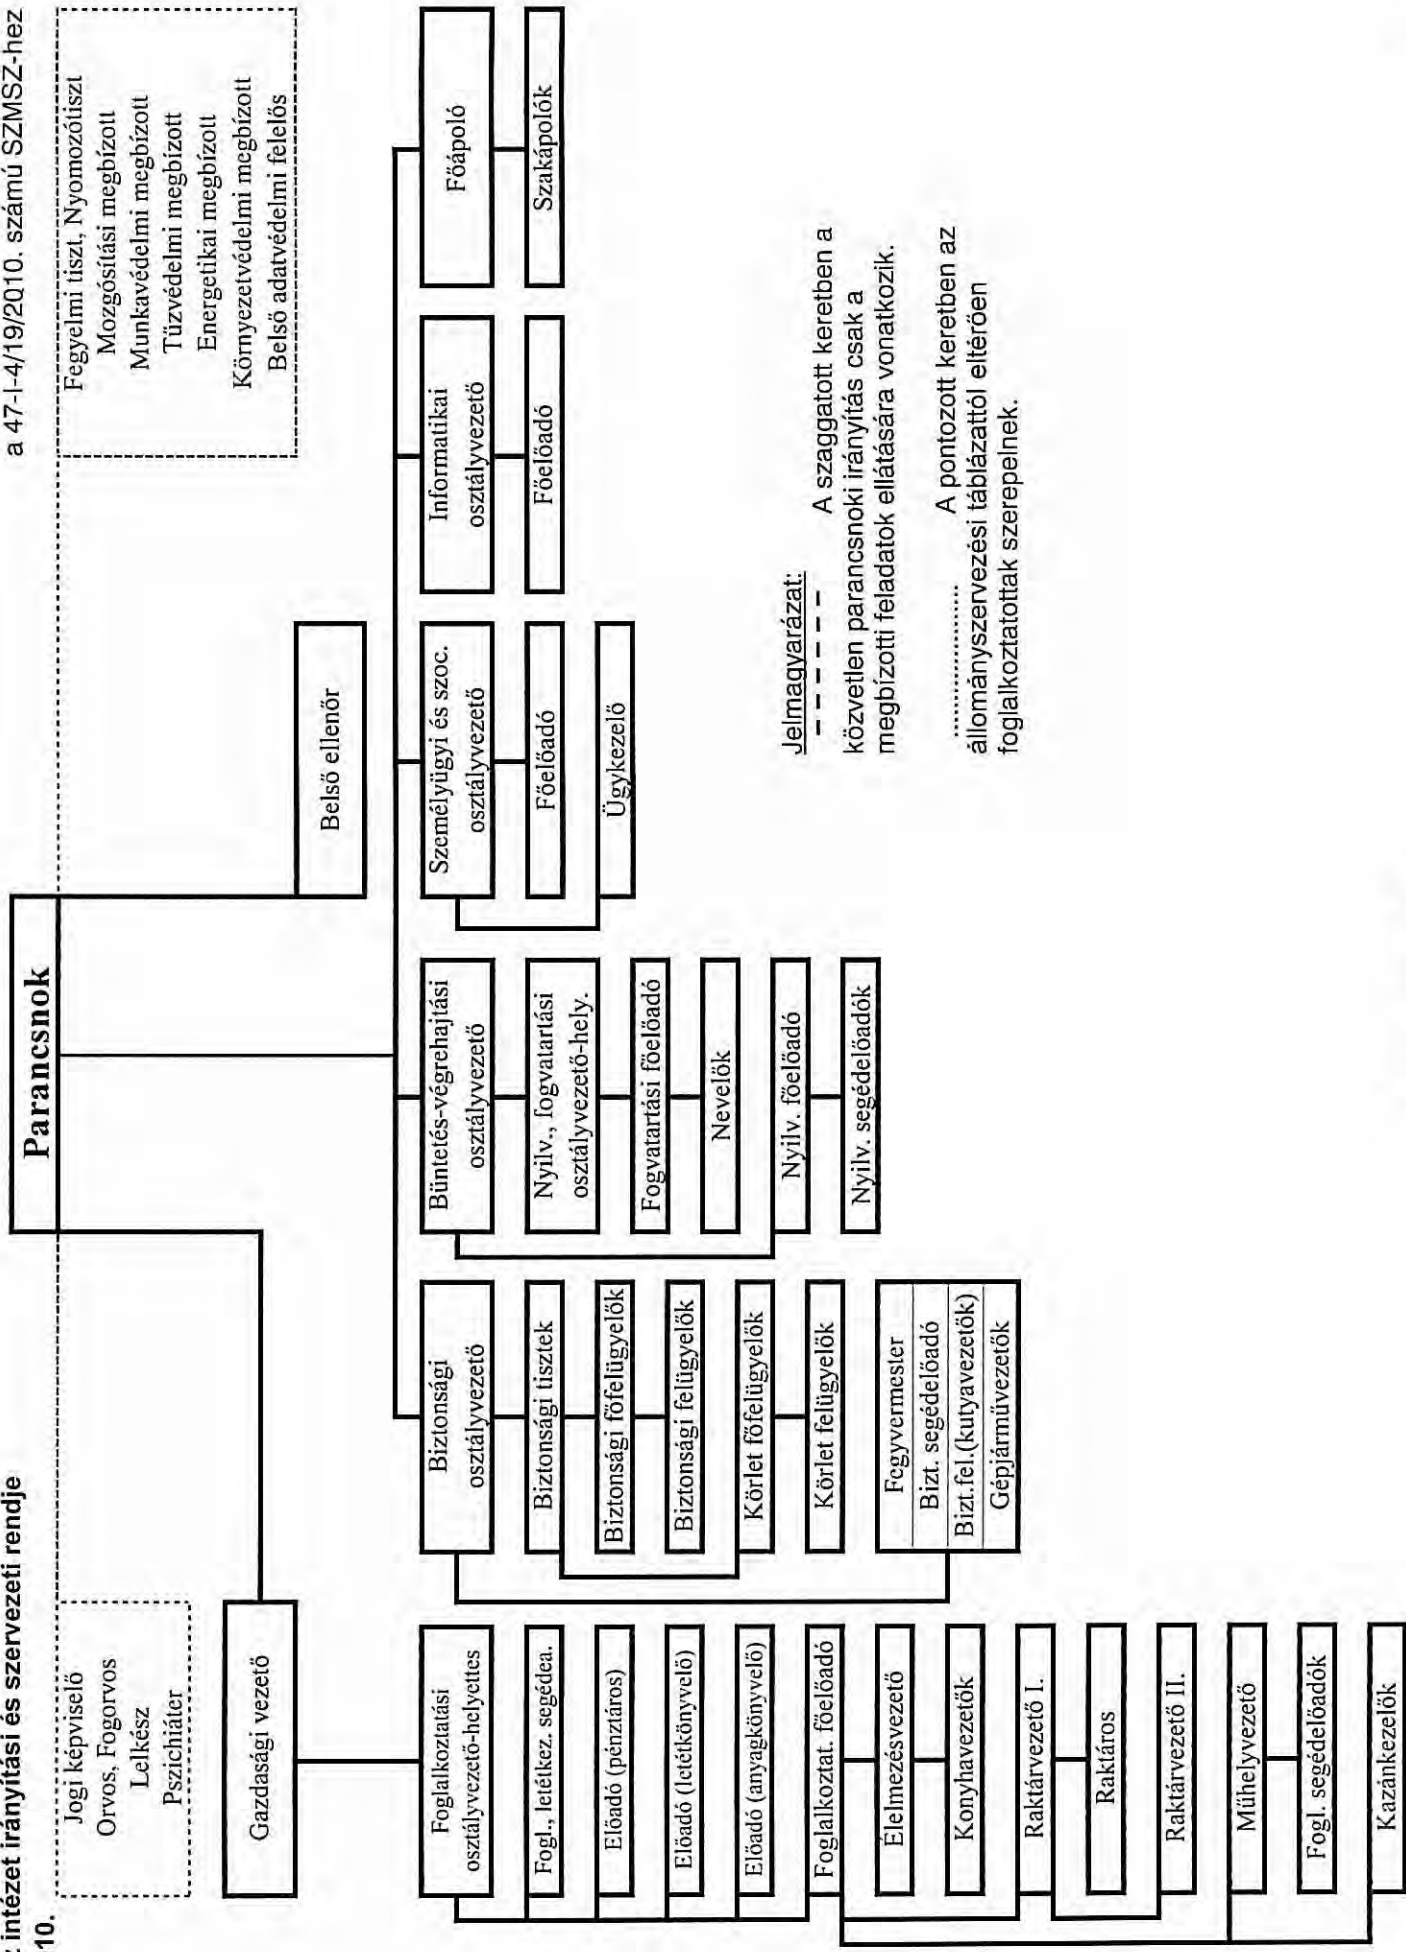 a 47-I-4/19/2010. számú SZMSZ-hez
intézet irányítási és szervezeti rendje
10.
Parancsnok
Jogi képviselő
Orvos, Fogorvos
Lelkész
Pszichiáter
Fegyelmi tiszt, Nyomozótiszt
Mozgósítási megbízott
Munkavédelmi megbízott
Tűzvédelmi megbízott
Energetikai megbízott
Környezetvédelmi megbízott
Belső adatvédelmi felelős
Gazdasági vezető
Belső ellenőr
Foglalkoztatási
osztályvezető-helyettes
Fogl., letétkez. segédea.
Előadó (pénztáros)
Előadó (letétkönyvelő)
Előadó (anyagkönyvelő)
Foglalkoztat. főelőadó
Élelmezésvezető
Konyhavezetők
Raktárvezető I.
Raktáros
Raktárvezető II.
Műhelyvezető
Fogl. segédelőadók
Kazánkezelők
Biztonsági
osztályvezető
Biztonsági tisztek
Biztonsági főfelügyelők
Biztonsági felügyelők
Körlet főfelügyelők
Körlet felügyelők
Fegyvermester
Bizt. segédelőadó
Bizt.fel.(kutyavezetők)
Gépjárművezetők
Büntetés-végrehajtási
osztályvezető
Nyilv., fogvatartási
osztályvezető-hely.
Fogvatartási főelőadó
Nevelők
Nyilv. főelőadó
Nyilv. segédelőadók
Személyügyi és szoc.
osztályvezető
Főelőadó
Ügykezelő
Informatikai
osztályvezető
Főelőadó
Főápoló
Szakápolók
Jelmagyarázat:
– – – – – – A szaggatott keretben a
közvetlen parancsnoki irányítás csak a
megbízotti feladatok ellátására vonatkozik.
.................... A pontozott keretben az
állományszervezési táblázattól eltérően
foglalkoztatottak szerepelnek.